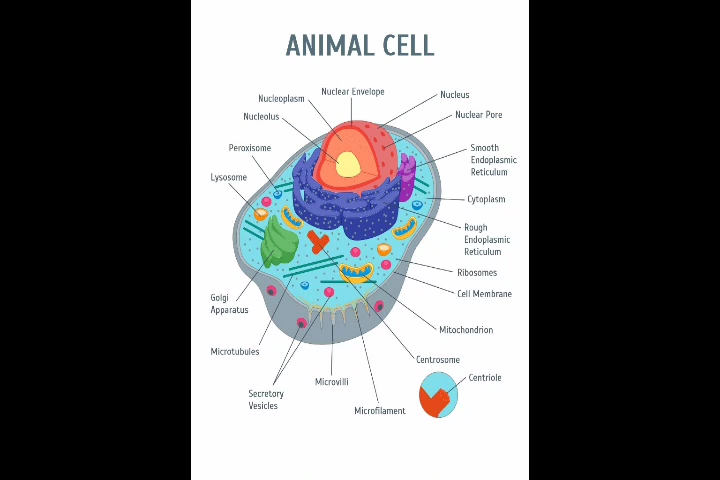 ANIMAL CELL
Nuclear Envelope
Nucleoplasm
Nucleolus
Peroxisome
Lysosome
Nucleus
Nuclear Pore
Smooth
Endoplasmic
Reticulum
Cytoplasm
Rough
Endoplasmic
Reticulum
Ribosomes
Cell Membrane
Mitochondrion
Centrosome
Centriole
Golgi
Apparatus
Microtubules
Secretory
Vesicles
Microvilli
Microfilament